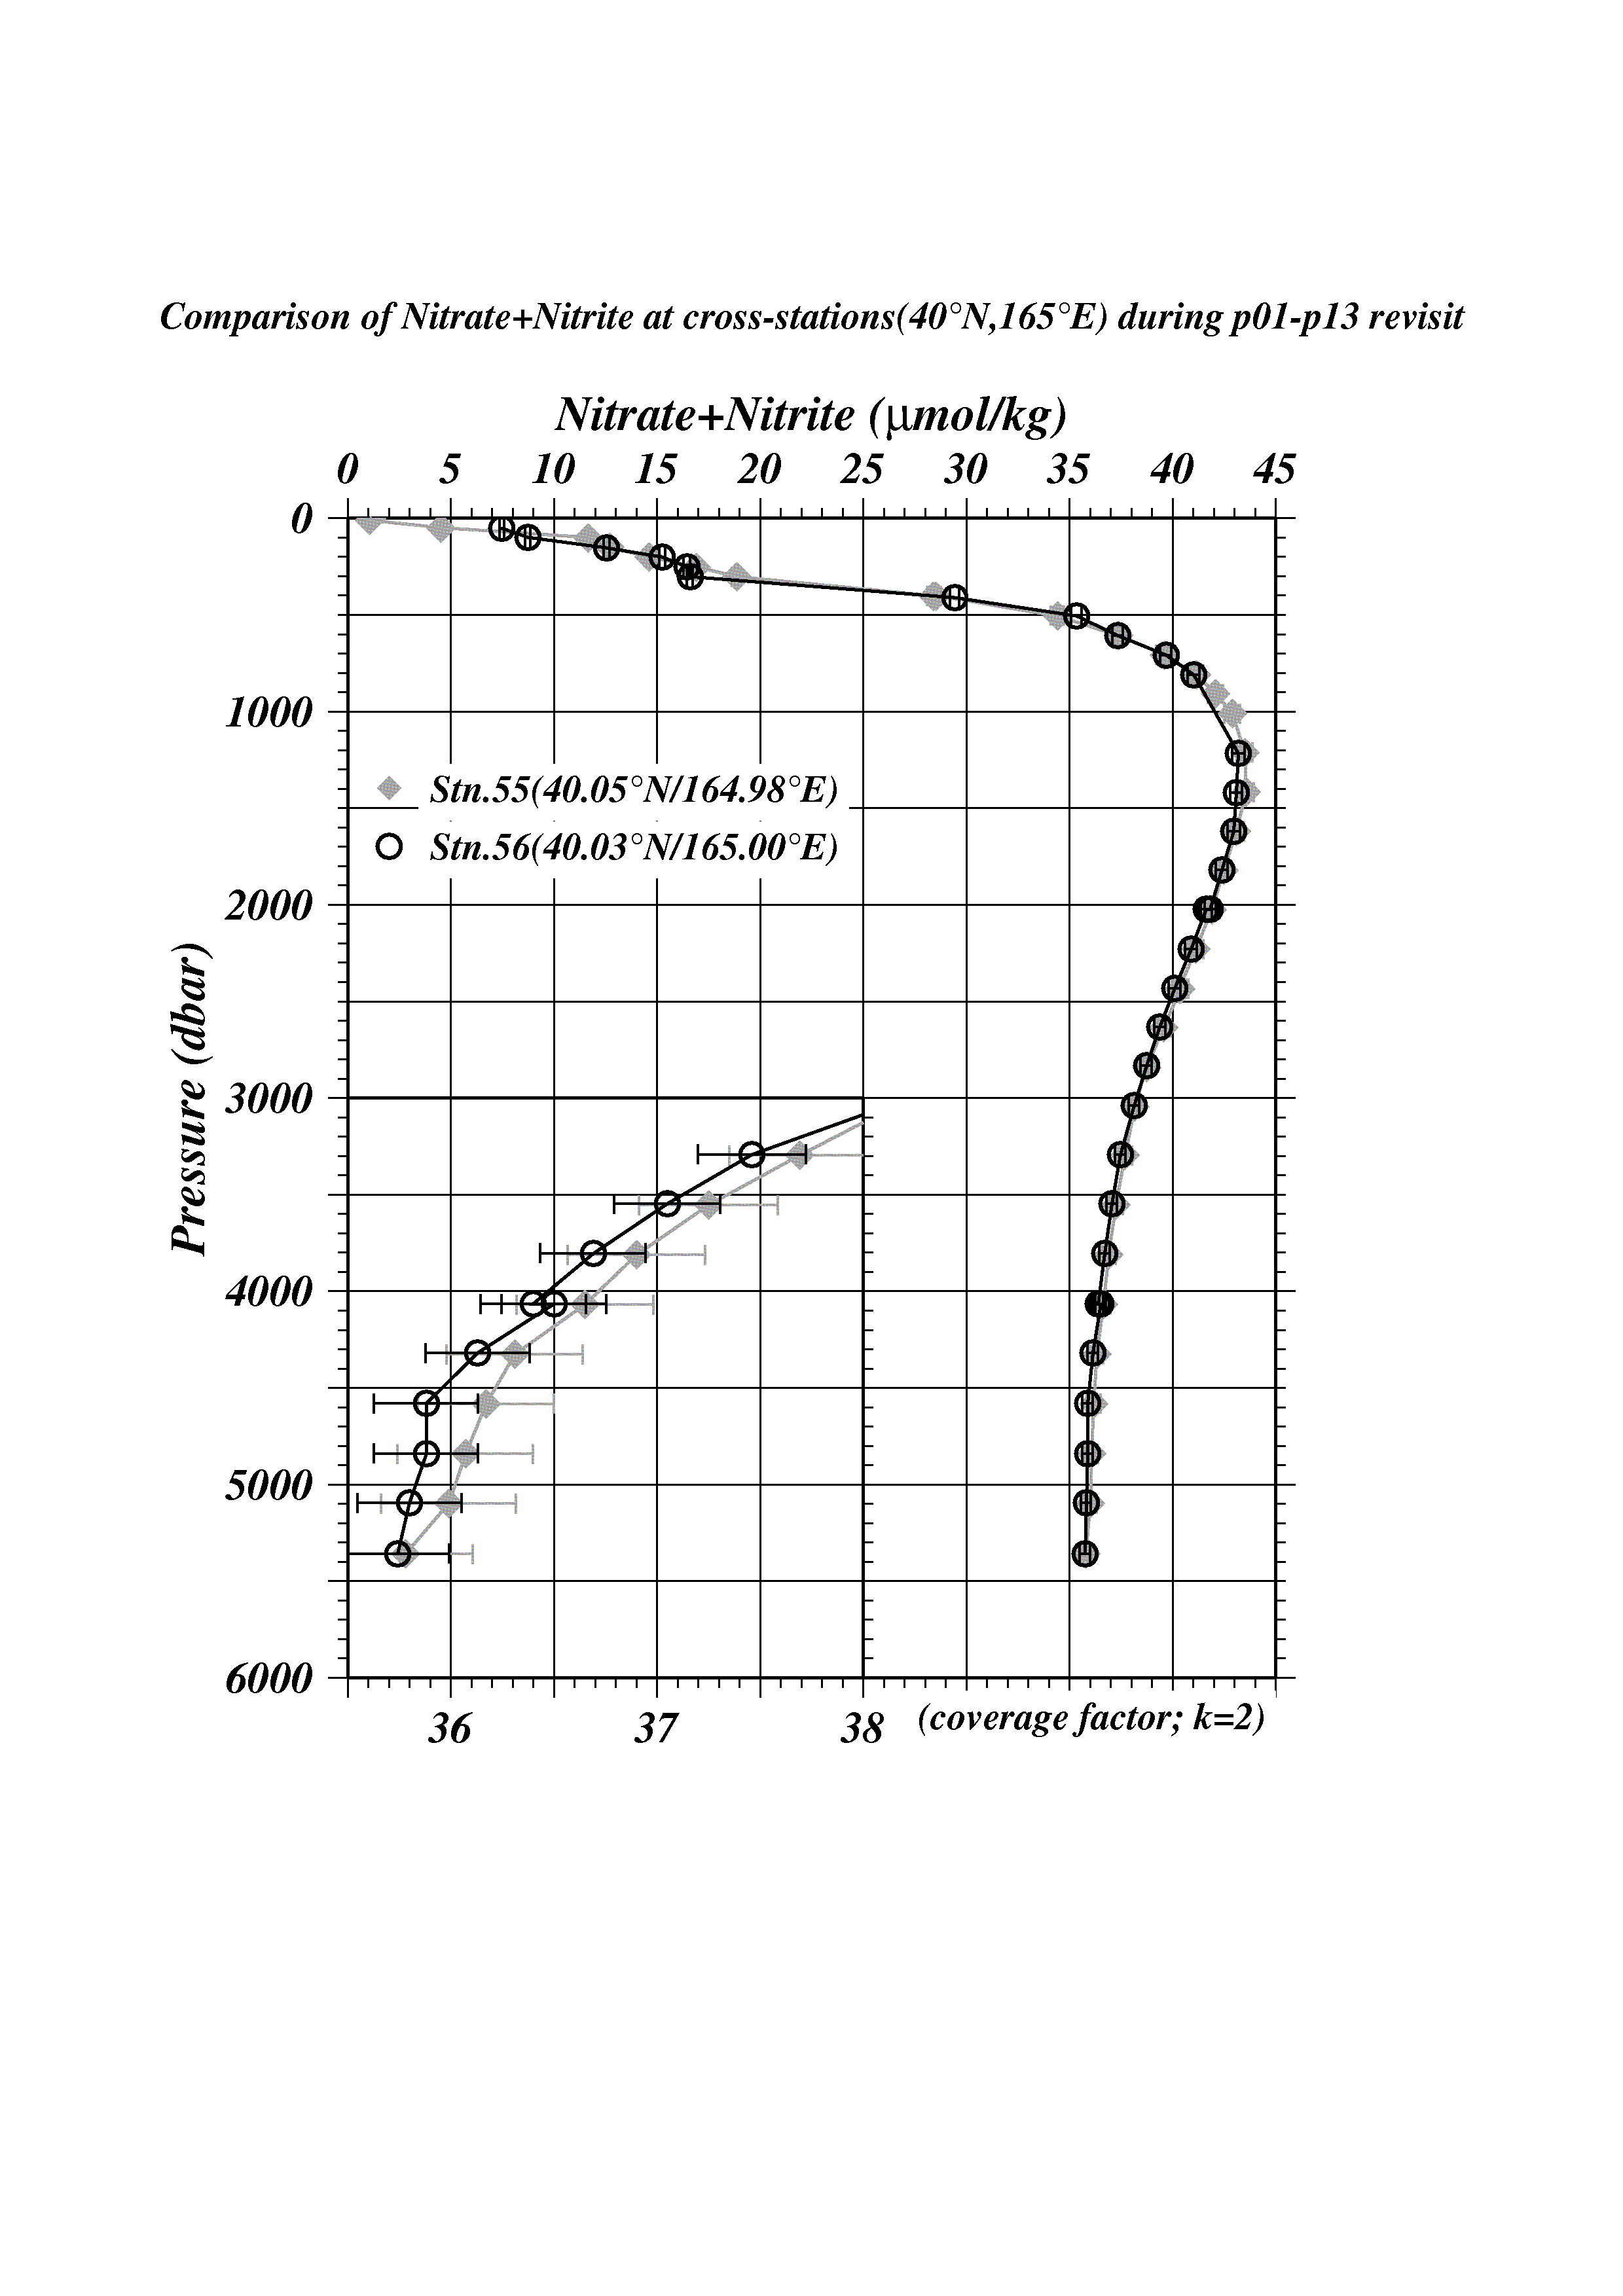 Comparison of Nitrate+Nitrite at cross-stations(40°N,165°E) during p01-p13 revisit
Nitrate+Nitrite (μmol/kg)
0 5 10 15 20 25 30 35 40 45
0
1000
Stn.55(40.05°N/164.98°E)
Stn.56(40.03°N/165.00°E)
2000
Pressure (dbar)
3000
4000
5000
6000
36 37 38 (coverage factor; k=2)